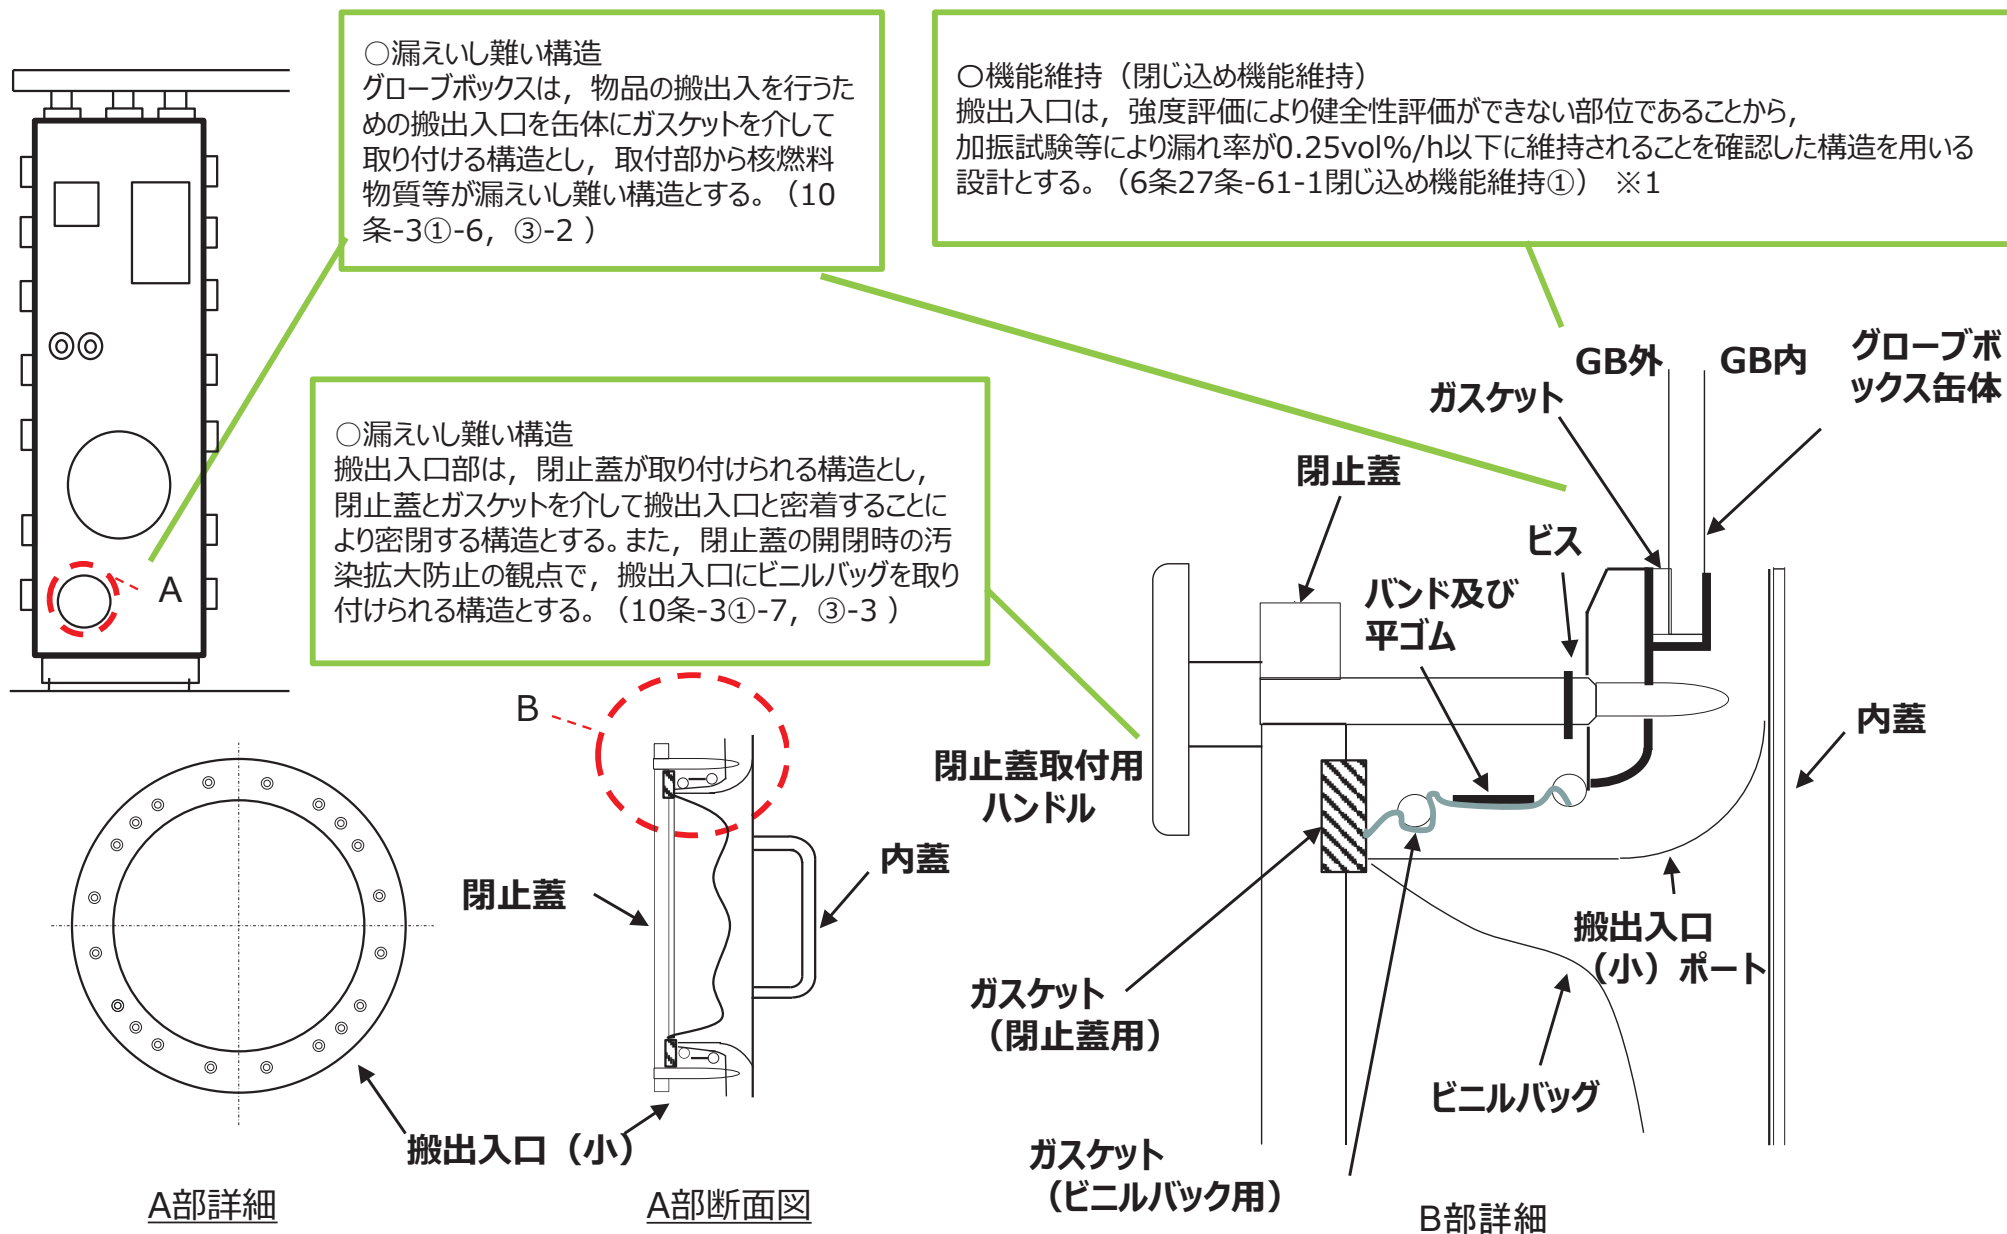 ○漏えいし難い構造
グローブボックスは，物品の搬出入を行うた
めの搬出入口を缶体にガスケットを介して
取り付ける構造とし，取付部から核燃料
物質等が漏えいし難い構造とする。（10
条-3①-6，③-2 ）
〇機能維持（閉じ込め機能維持）
搬出入口は，強度評価により健全性評価ができない部位であることから，
加振試験等により漏れ率が0.25vol%/h以下に維持されることを確認した構造を用いる
設計とする。（6条27条-61-1閉じ込め機能維持①） ※1
○漏えいし難い構造
搬出入口部は，閉止蓋が取り付けられる構造とし，
閉止蓋とガスケットを介して搬出入口と密着することに
より密閉する構造とする。また，閉止蓋の開閉時の汚
染拡大防止の観点で，搬出入口にビニルバッグを取り
付けられる構造とする。（10条-3①-7，③-3 ）
A
B
GB外
GB内
グローブボ
ックス缶体
ガスケット
閉止蓋
ビス
バンド及び
平ゴム
内蓋
閉止蓋取付用
ハンドル
閉止蓋
内蓋
搬出入口
（小）ポート
ガスケット
（閉止蓋用）
ビニルバッグ
搬出入口（小）
ガスケット
（ビニルバック用）
A部詳細
A部断面図
B部詳細